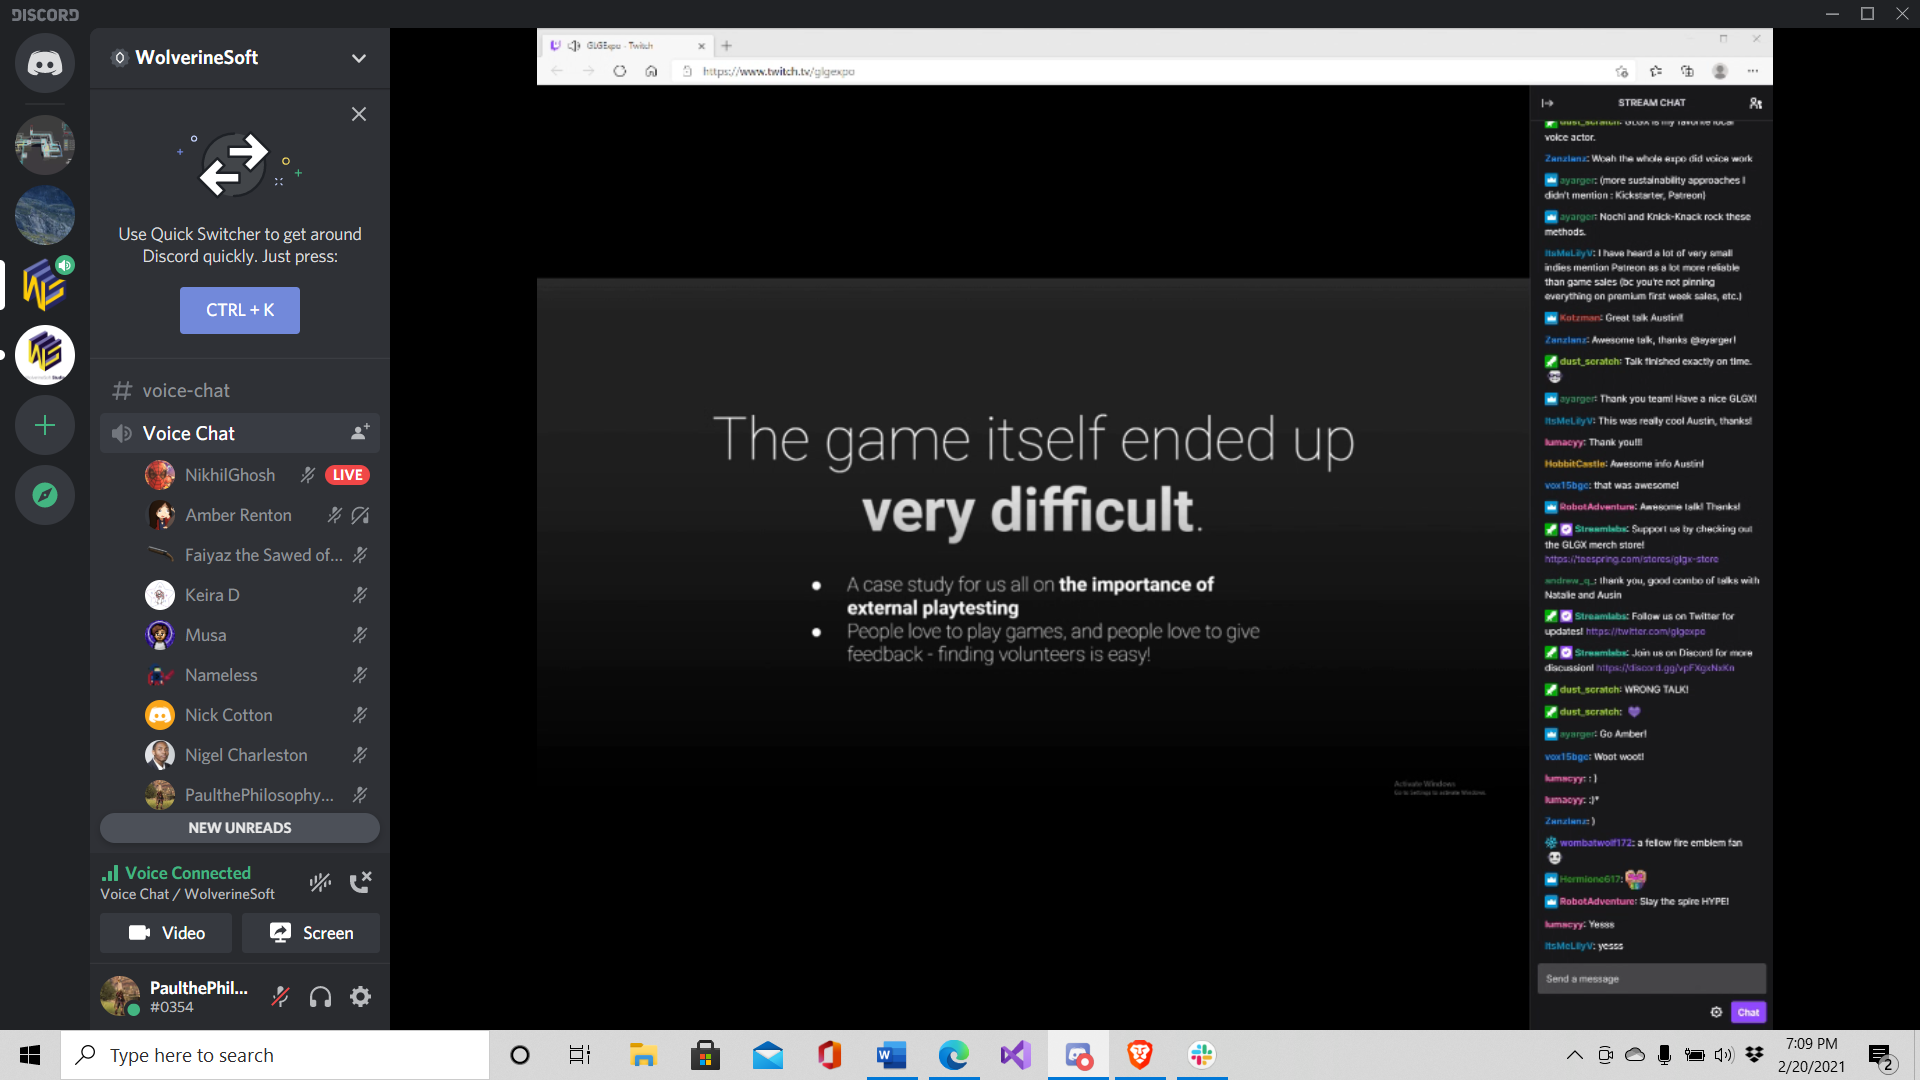 DISCORD
WolverineSoft
Use Quick Switcher to get around
Discord quickly. Just press:
CTRL + K
voice-chat
Voice Chat
NikhilGhosh
LIVE
Amber Renton
Faiyaz the Sawed of...
Keira D
Musa
Nameless
Nick Cotton
Nigel Charleston
PaulthePhilosophy...
NEW UNREADS
Voice Connected
Voice Chat / WolverineSoft
Video
Screen
PaulthePhil...
#0354
GLGExpo - Twitch
https://www.twitch.tv/glgexpo
The game itself ended up
very difficult.
● A case study for us all on the importance of
external playtesting
● People love to play games, and people love to give
feedback - finding volunteers is easy!
Activate Windows
Go to Settings to activate Windows.
STREAM CHAT
dust_scratch: GLGX is my favorite local
voice actor.
Zanzlanz: Woah the whole expo did voice work
ayarger: (more sustainability approaches I
didn't mention : Kickstarter, Patreon)
ayarger: Nochi and Knick-Knack rock these
methods.
ItsMeLilyV: I have heard a lot of very small
indies mention Patreon as a lot more reliable
than game sales (bc you're not pinning
everything on premium first week sales, etc.)
Kotzman: Great talk Austin!!
Zanzlanz: Awesome talk, thanks @ayarger!
dust_scratch: Talk finished exactly on time.
ayarger: Thank you team! Have a nice GLGX!
ItsMeLilyV: This was really cool Austin, thanks!
lumacyy: Thank you!!!
HobbitCastle: Awesome info Austin!
vox15bgc: that was awesome!
RobotAdventure: Awesome talk! Thanks!
Streamlabs: Support us by checking out
the GLGX merch store!
https://teespring.com/stores/glgx-store
andrew_q_: thank you, good combo of talks with
Natalie and Ausin
Streamlabs: Follow us on Twitter for
updates! https://twitter.com/glgexpo
Streamlabs: Join us on Discord for more
discussion! https://discord.gg/vpFXgxNxKn
dust_scratch: WRONG TALK!
dust_scratch:
ayarger: Go Amber!
vox15bgc: Woot woot!
lumacyy: : )
lumacyy: :)*
Zanzlanz: )
wombatwolf172: a fellow fire emblem fan
Hermione617:
RobotAdventure: Slay the spire HYPE!
lumacyy: Yesss
ItsMeLilyV: yesss
Send a message
Chat
Type here to search
7:09 PM
2/20/2021
2